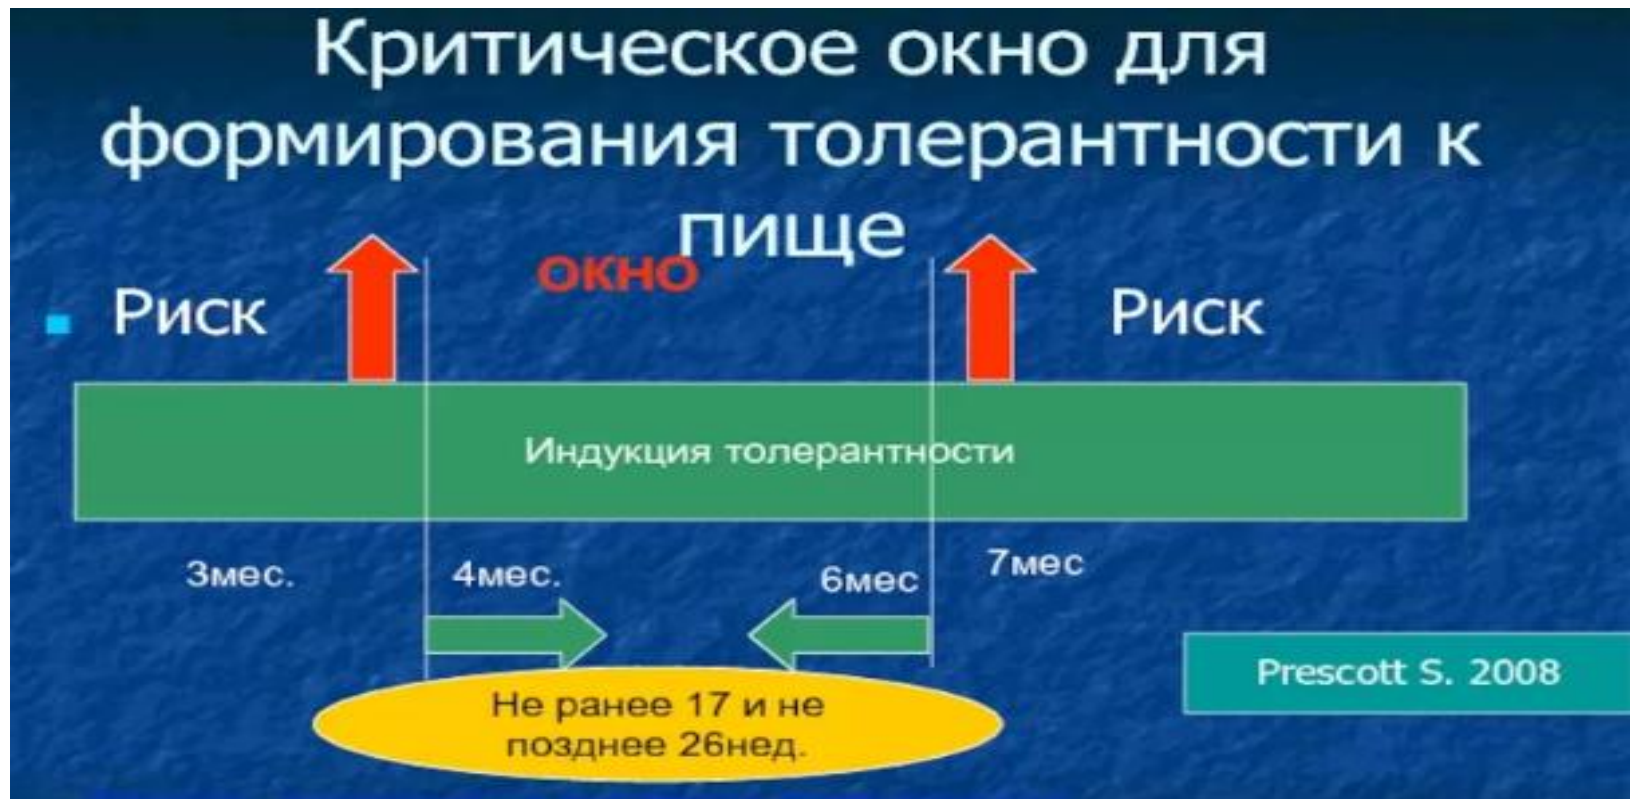 Критическое окно для
формирования толерантности к
пище
окно
Риск
Риск
Индукция толерантности
3мес.
4мес.
6мес
7мес
Не ранее 17 и не
позднее 26нед.
Prescott S. 2008